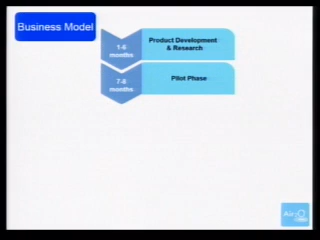 Business Model
1-6
months
Product Development
& Research
7-8
months
Pilot Phase